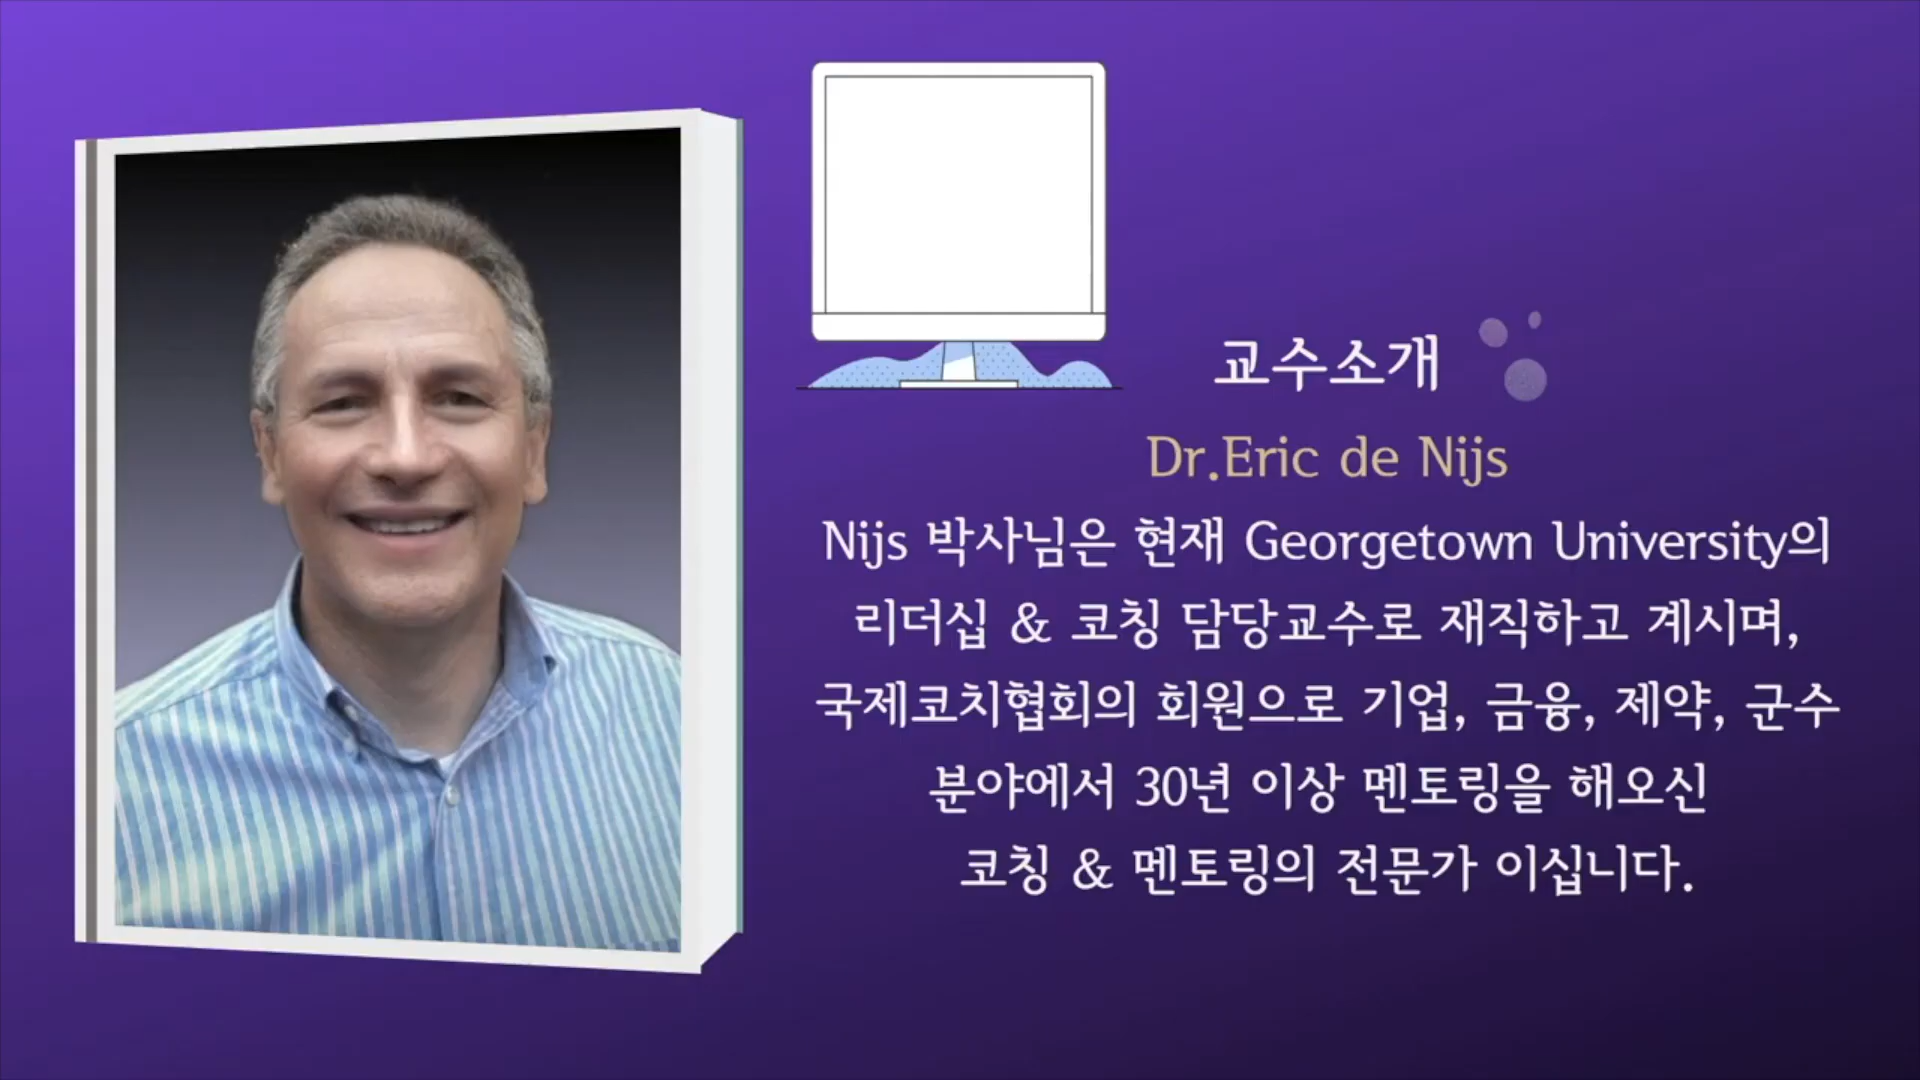 교수소개
Dr.Eric de Nijs
Nijs 박사님은 현재 Georgetown University의
리더십 & 코칭 담당교수로 재직하고 계시며,
국제코치협회의 회원으로 기업, 금융, 제약, 군수
분야에서 30년 이상 멘토링을 해오신
코칭 & 멘토링의 전문가 이십니다.